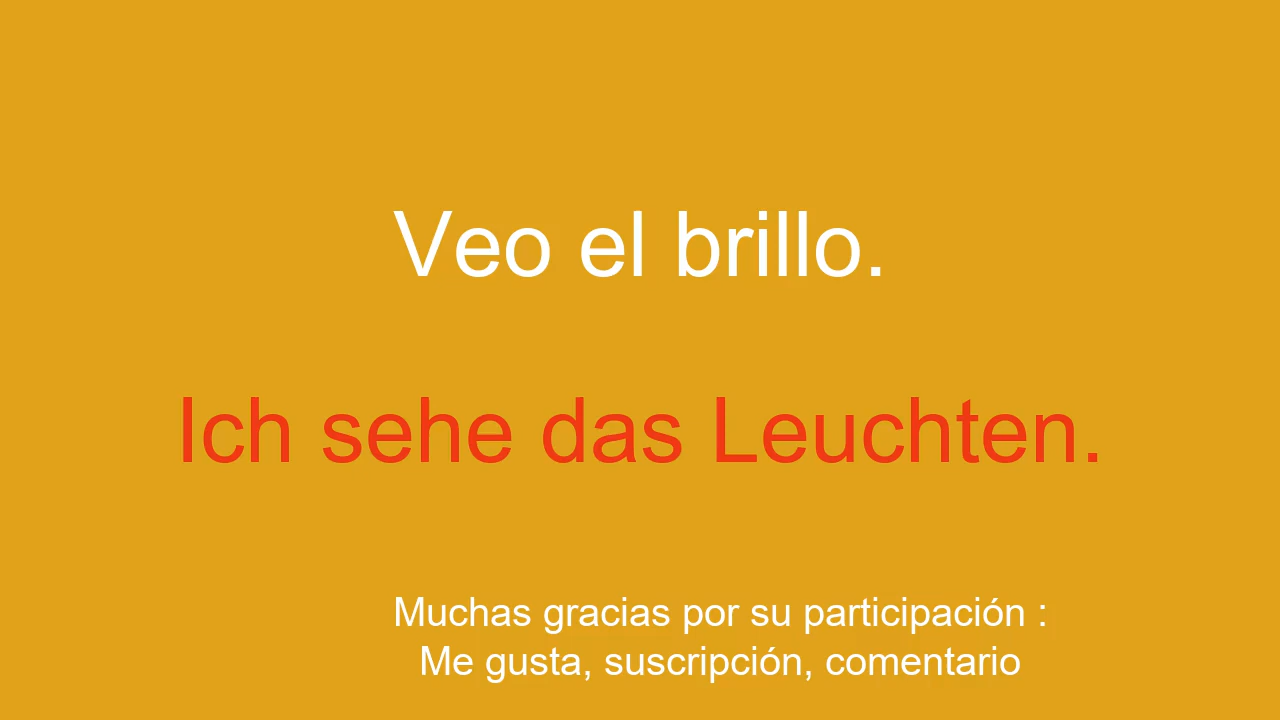 Veo el brillo.
Ich sehe das Leuchten.
Muchas gracias por su participación :
Me gusta, suscripción, comentario